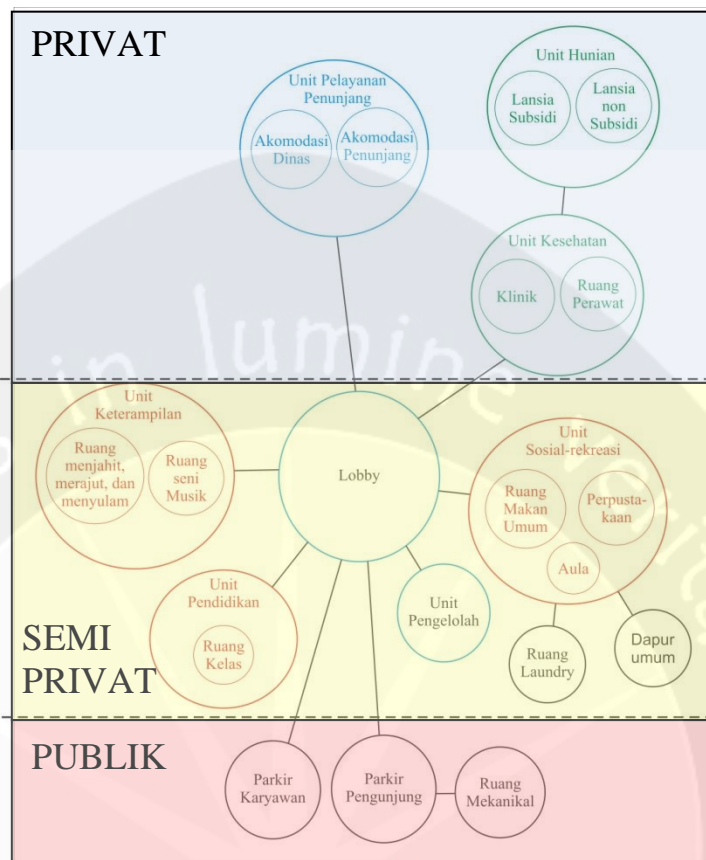 PRIVAT
Unit Pelayanan
Penunjang
Akomodasi
Dinas
Akomodasi
Penunjang
Unit Hunian
Lansia
Subsidi
Lansia
non
Subsidi
Unit Kesehatan
Klinik
Ruang
Perawat
in lumine verita
Unit
Keterampilan
Ruang
menjahit,
merajut, dan
menyulam
Ruang
seni
Musik
Lobby
Unit
Sosial-rekreasi
Ruang
Makan
Umum
Perpusta-
kaan
Aula
Unit
Pendidikan
Ruang
Kelas
Unit
Pengelolah
Ruang
Laundry
Dapur
umum
SEMI
PRIVAT
PUBLIK
Parkir
Karyawan
Parkir
Pengunjung
Ruang
Mekanikal